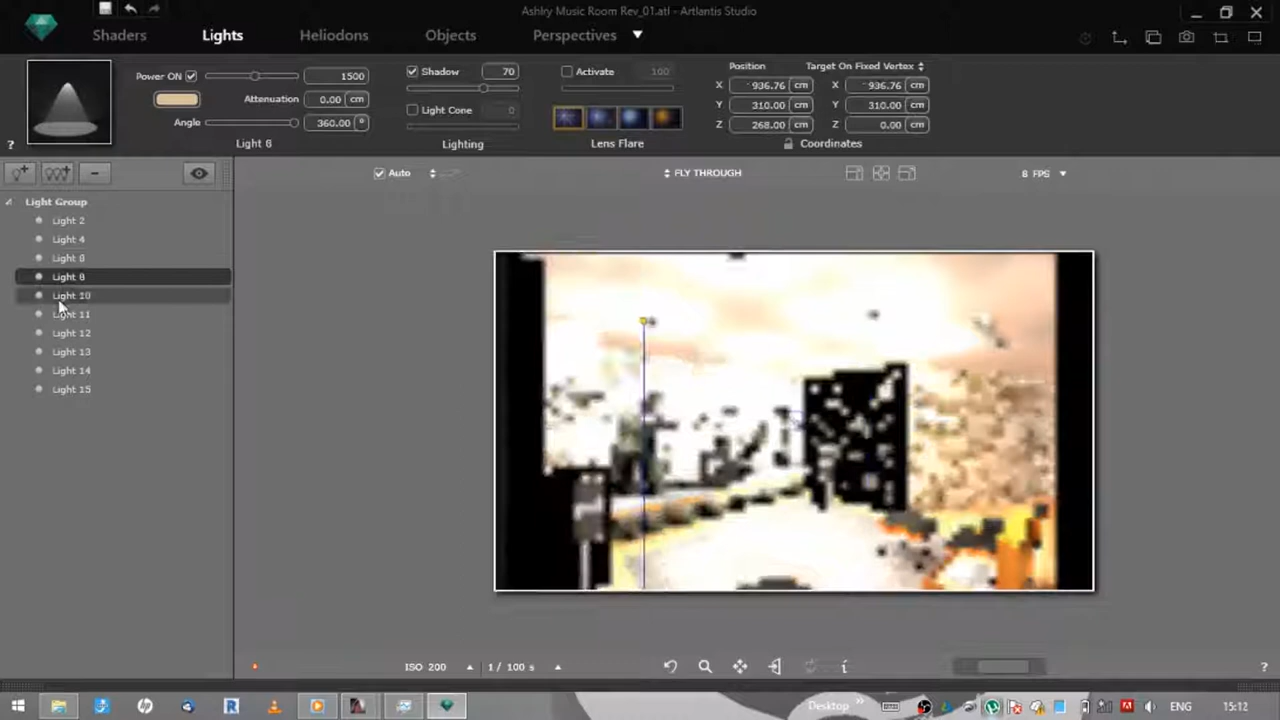 Ashly Music Room Rev_01.atl - Artlantis Studio
Shaders Lights Heliodons Objects Perspectives
Power ON 1500
Attenuation 0.00 cm
Angle 360.00 °
Light 8
Shadow 70
Light Cone 0
Lighting
Activate 100
Lens Flare
Position Target On Fixed Vertex
X -936.76 cm X -936.76 cm
Y 310.00 cm Y 310.00 cm
Z 268.00 cm Z 0.00 cm
Coordinates
?
Auto FLY THROUGH 8 FPS
Light Group
Light 2
Light 4
Light 6
Light 8
Light 10
Light 11
Light 12
Light 13
Light 14
Light 15
ISO 200 1 / 100 s i ?
Desktop » ENG 15:12